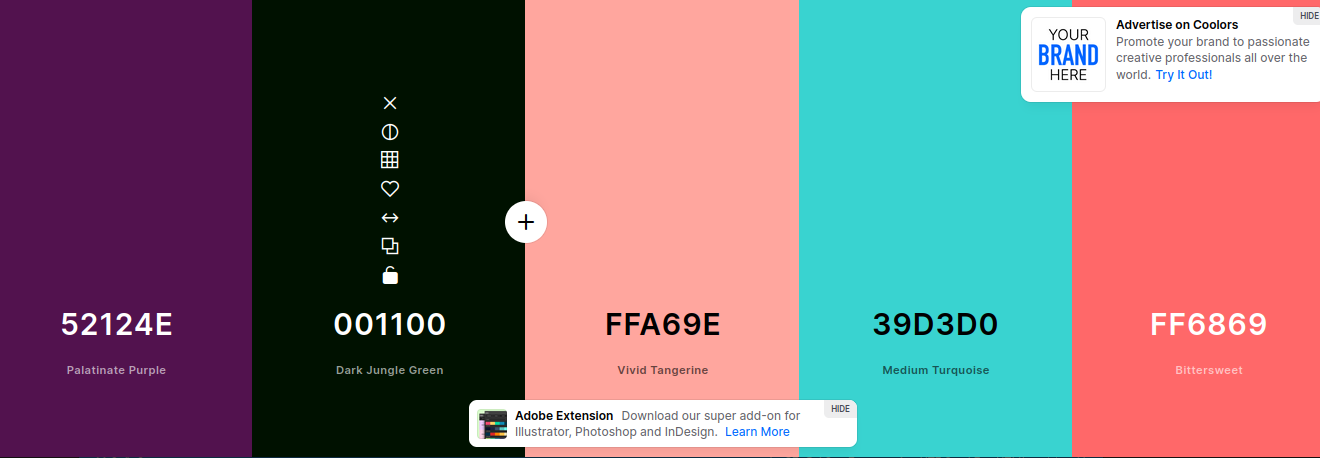 HIDE
YOUR
BRAND
HERE
Advertise on Coolors
Promote your brand to passionate
creative professionals all over the
world. Try It Out!
52124E
001100
FFA69E
39D3D0
FF6869
Palatinate Purple
Dark Jungle Green
Vivid Tangerine
Medium Turquoise
Bittersweet
HIDE
Adobe Extension Download our super add-on for
Illustrator, Photoshop and InDesign. Learn More